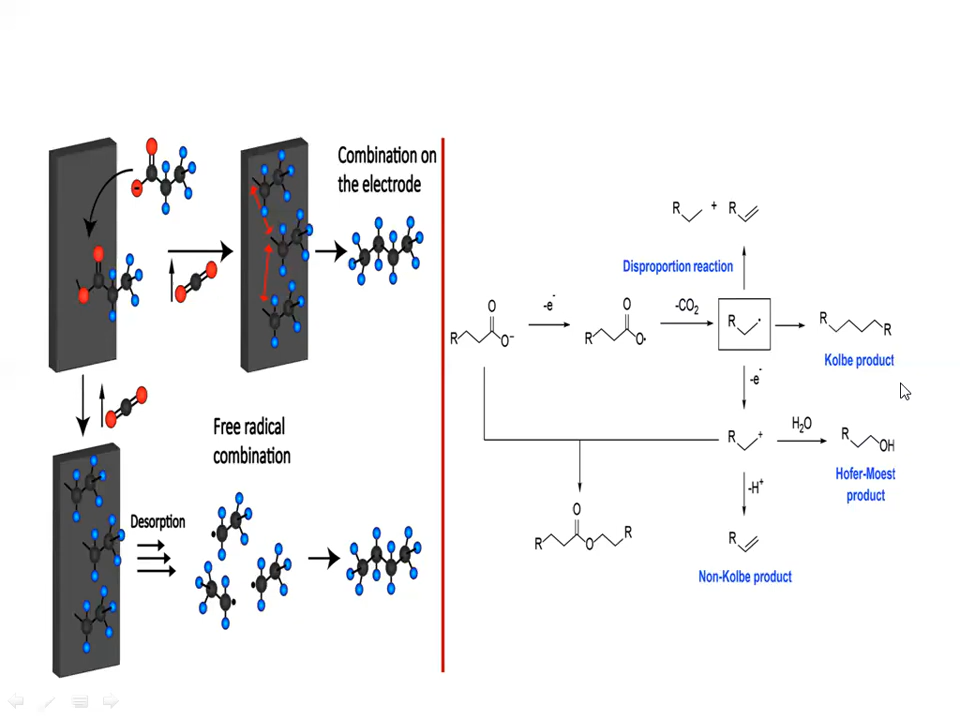 Combination on
the electrode
Free radical
combination
Desorption
R + R
Disproportion reaction
R O O⁻
-e⁻
R O O•
-CO₂
R •
R R
Kolbe product
-e⁻
R +
H₂O
R OH
Hofer-Moest
product
-H⁺
R O O R
R
Non-Kolbe product